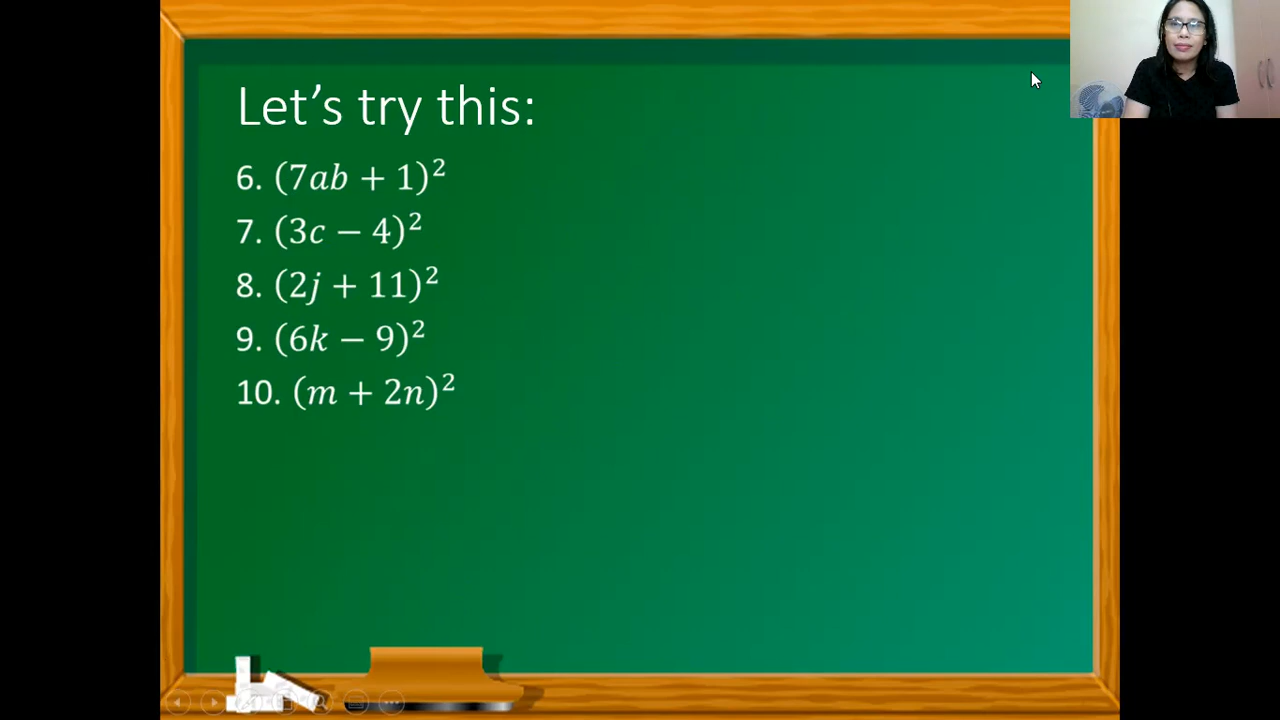 Let's try this:
6. (7ab + 1)²
7. (3c − 4)²
8. (2j + 11)²
9. (6k − 9)²
10. (m + 2n)²